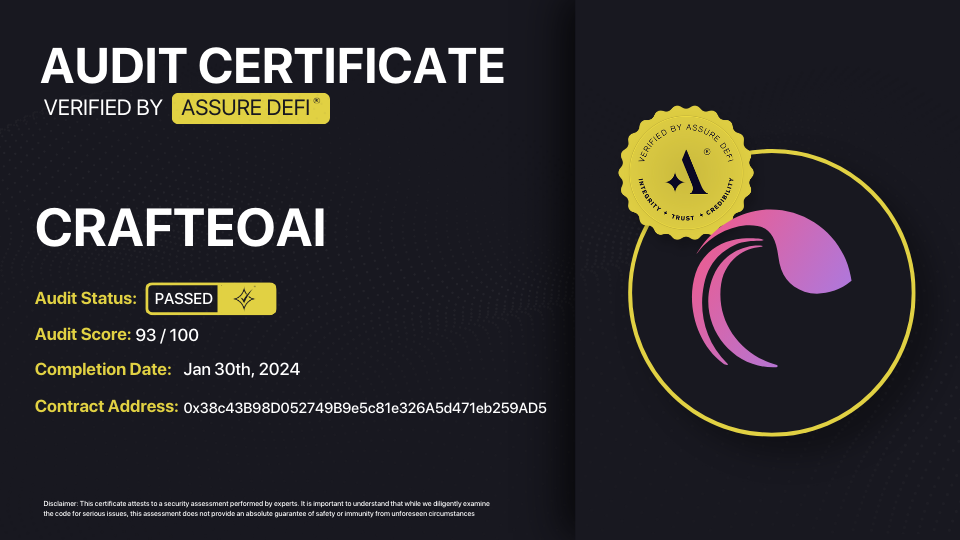 AUDIT CERTIFICATE
VERIFIED BY ASSURE DEFI®
CRAFTEOAI
Audit Status: PASSED
Audit Score: 93 / 100
Completion Date: Jan 30th, 2024
Contract Address: 0x38c43B98D052749B9e5c81e326A5d471eb259AD5
Disclaimer: This certificate attests to a security assessment performed by experts. It is important to understand that while we diligently examine
the code for serious issues, this assessment does not provide an absolute guarantee of safety or immunity from unforeseen circumstances
VERIFIED BY ASSURE DEFI
®
INTEGRITY ✦ TRUST ✦ CREDIBILITY